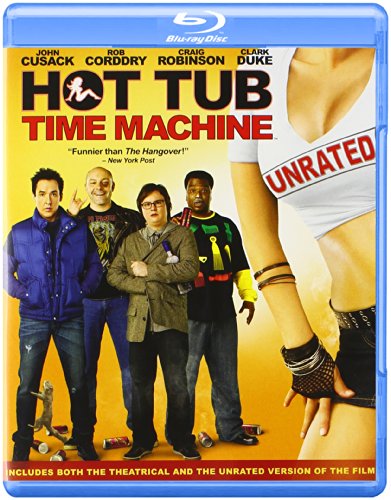 Blu-ray Disc
JOHN CUSACK
ROB CORDDRY
CRAIG ROBINSON
CLARK DUKE
HOT TUB
TIME MACHINE™
"Funnier than The Hangover!"
– New York Post
UNRATED
INCLUDES BOTH THE THEATRICAL AND THE UNRATED VERSION OF THE FILM